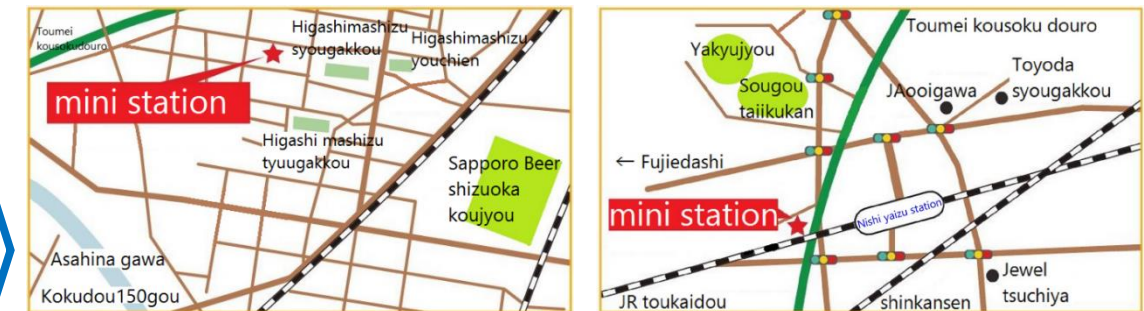 Toumei
kousokudouro
Higashimashizu
syougakkou
Higashimashizu
youchien
mini station
Higashi mashizu
tyuugakkou
Sapporo Beer
shizuoka
koujyou
Asahina gawa
Kokudou150gou
Toumei kousoku douro
Yakyujyou
Sougou
taiikukan
JAooigawa
Toyoda
syougakkou
← Fujiedashi
mini station
Nishi yaizu station
Jewel
tsuchiya
JR toukaidou
shinkansen